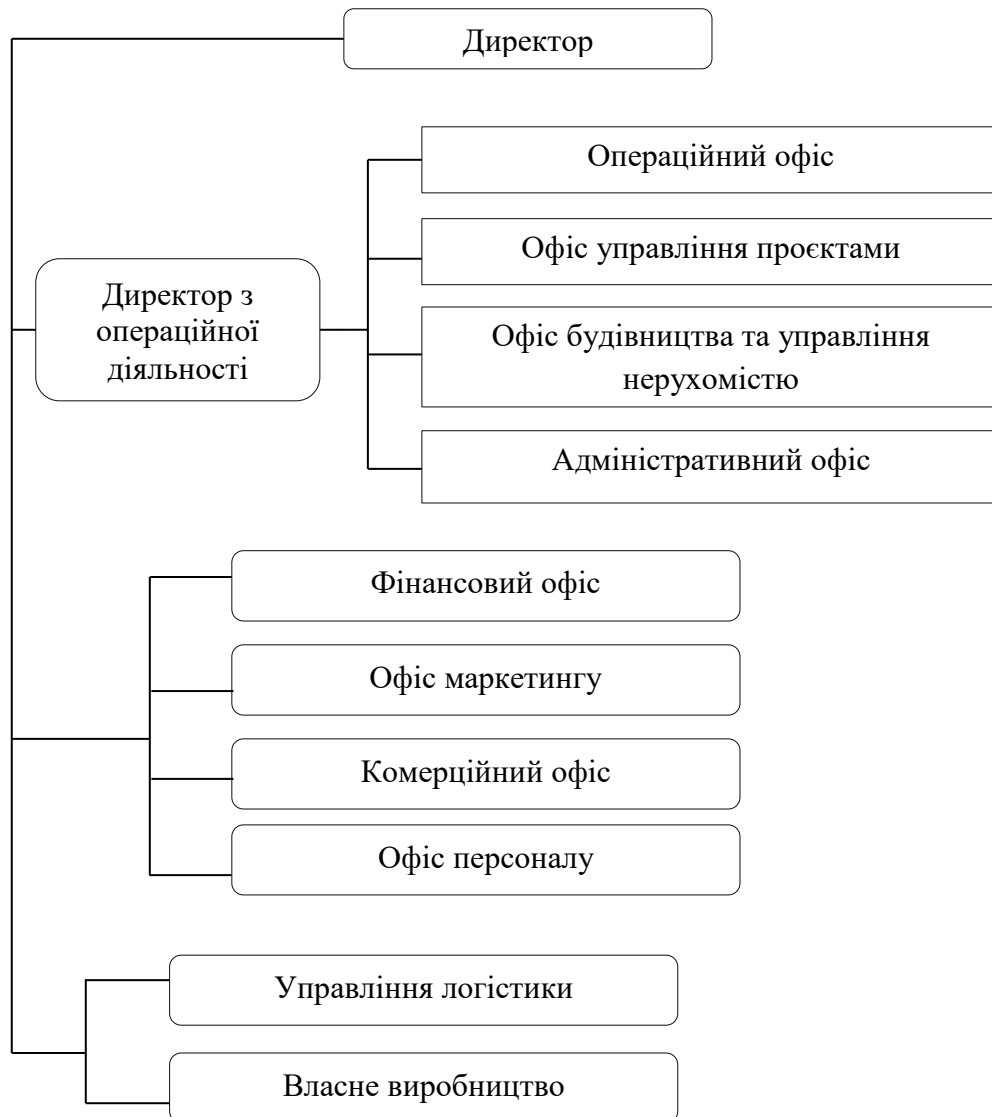 Директор
Операційний офіс
Офіс управління проєктами
Директор з
операційної
діяльності
Офіс будівництва та управління
нерухомістю
Адміністративний офіс
Фінансовий офіс
Офіс маркетингу
Комерційний офіс
Офіс персоналу
Управління логістики
Власне виробництво